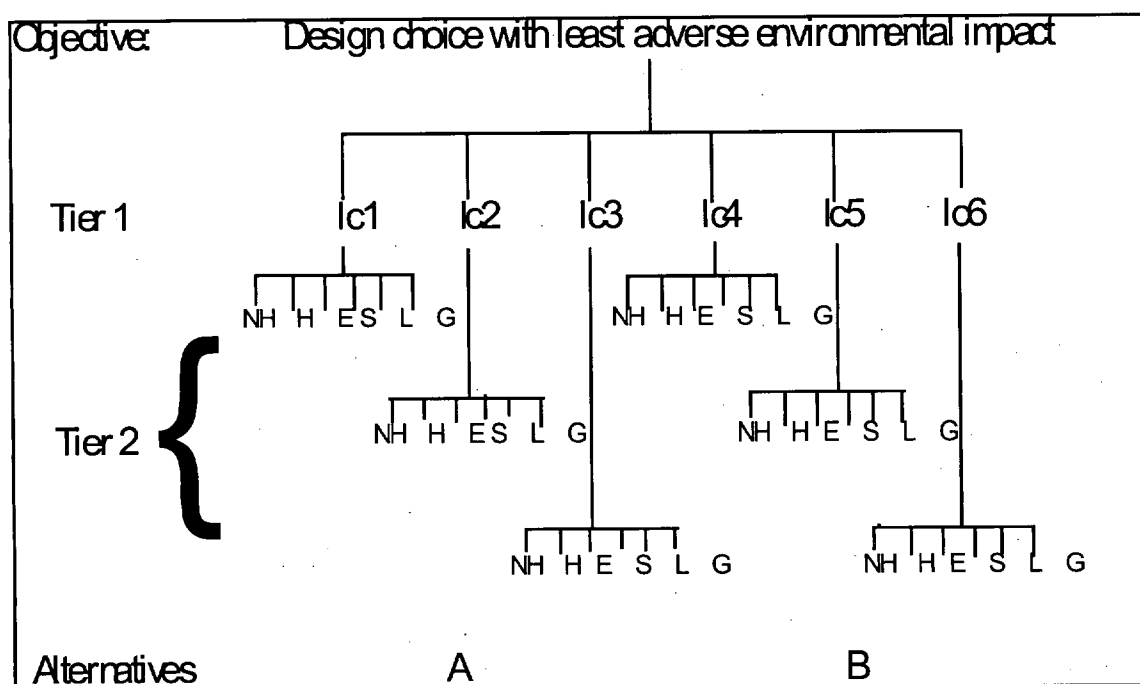 Objective: Design choice with least adverse environmental impact
Tier 1 Ic1 Ic2 Ic3 Ic4 Ic5 Ic6
NH H E S L G NH H E S L G
Tier 2 NH H E S L G NH H E S L G
NH H E S L G NH H E S L G
Alternatives A B